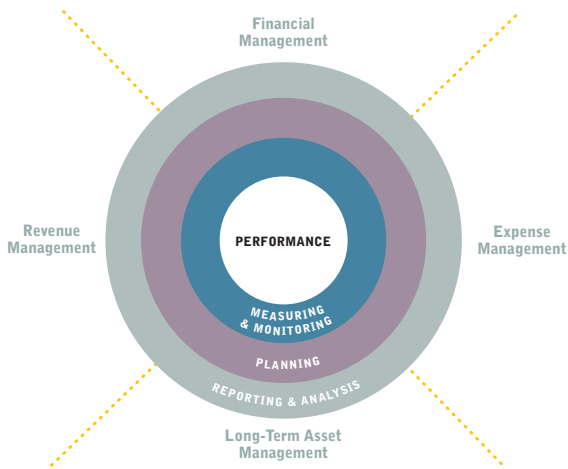 Financial
Management
Revenue
Management
PERFORMANCE
Expense
Management
MEASURING
& MONITORING
PLANNING
REPORTING & ANALYSIS
Long-Term Asset
Management